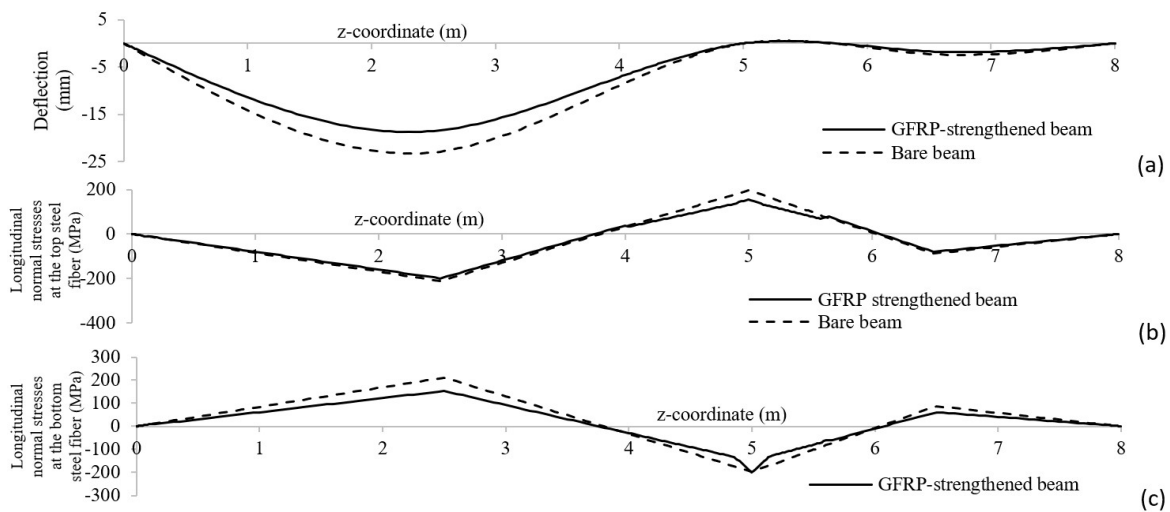 5
z-coordinate (m)
0 1 2 3 4 5 6 7 8
-5
-15
-25
Deflection
(mm)
GFRP-strengthened beam
Bare beam
(a)
200
z-coordinate (m)
0
0 1 2 3 4 5 6 7 8
-200
-400
Longitudinal
normal stresses
at the top steel
fiber (MPa)
GFRP strengthened beam
Bare beam
(b)
300
200
100
z-coordinate (m)
0
0 1 2 3 4 5 6 7 8
-100
-200
-300
Longitudinal
normal stresses
at the bottom
steel fiber (MPa)
GFRP-strengthened beam
(c)